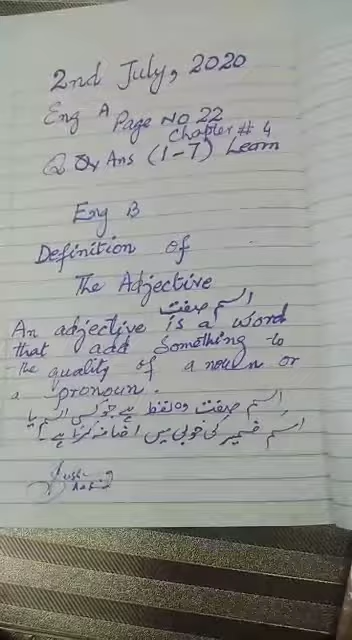 2nd July, 2020
Eng A Page No 22
Chapter # 4
Q & Ans (1-7) Learn
Eng B
Definition of
The Adjective
اسم صفت
An adjective is a word
that add something to
the quality of a noun or
a pronoun.
اسم صفت وہ لفظ ہے جو کسی اسم یا
اسم ضمیر کی خوبی میں اضافہ کرتا ہے۔